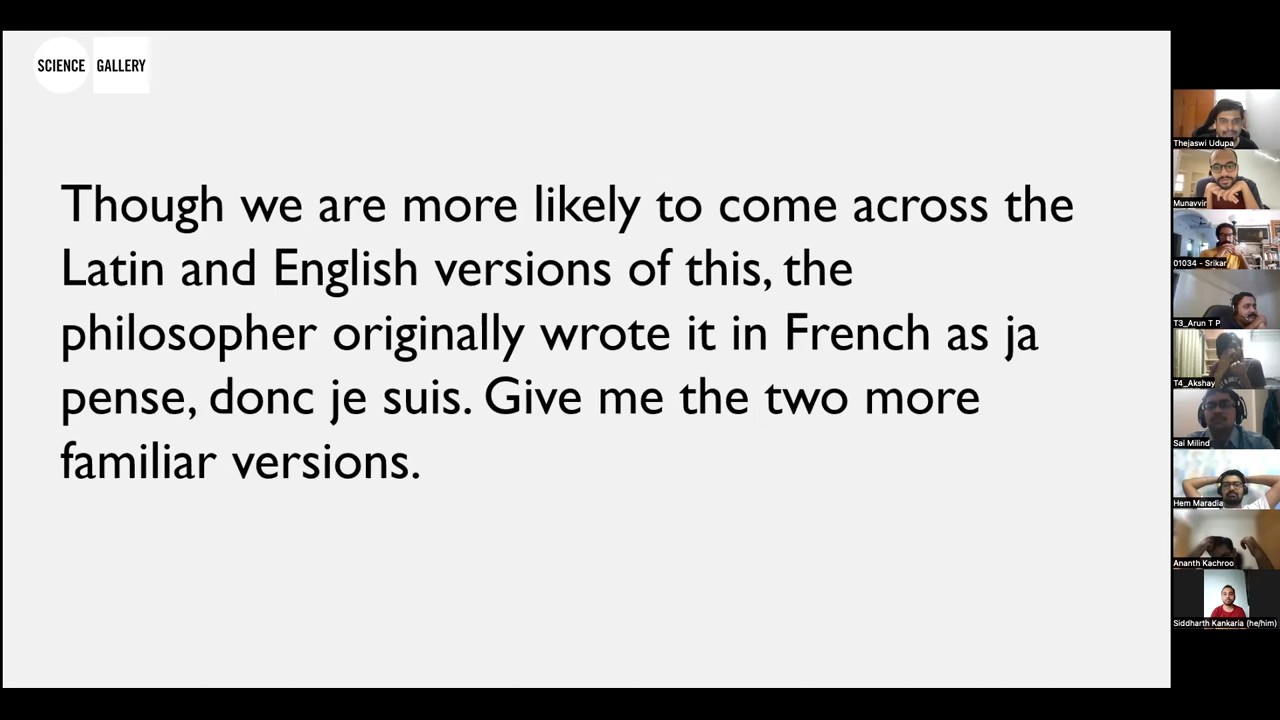 SCIENCE GALLERY
Though we are more likely to come across the
Latin and English versions of this, the
philosopher originally wrote it in French as ja
pense, donc je suis. Give me the two more
familiar versions.
Thejaswi Udupa
Munavvir
01034 - Srikar
T3_Arun T P
T4_Akshay
Sai Milind
Hem Maradia
Ananth Kachroo
Siddharth Kankaria (he/him)